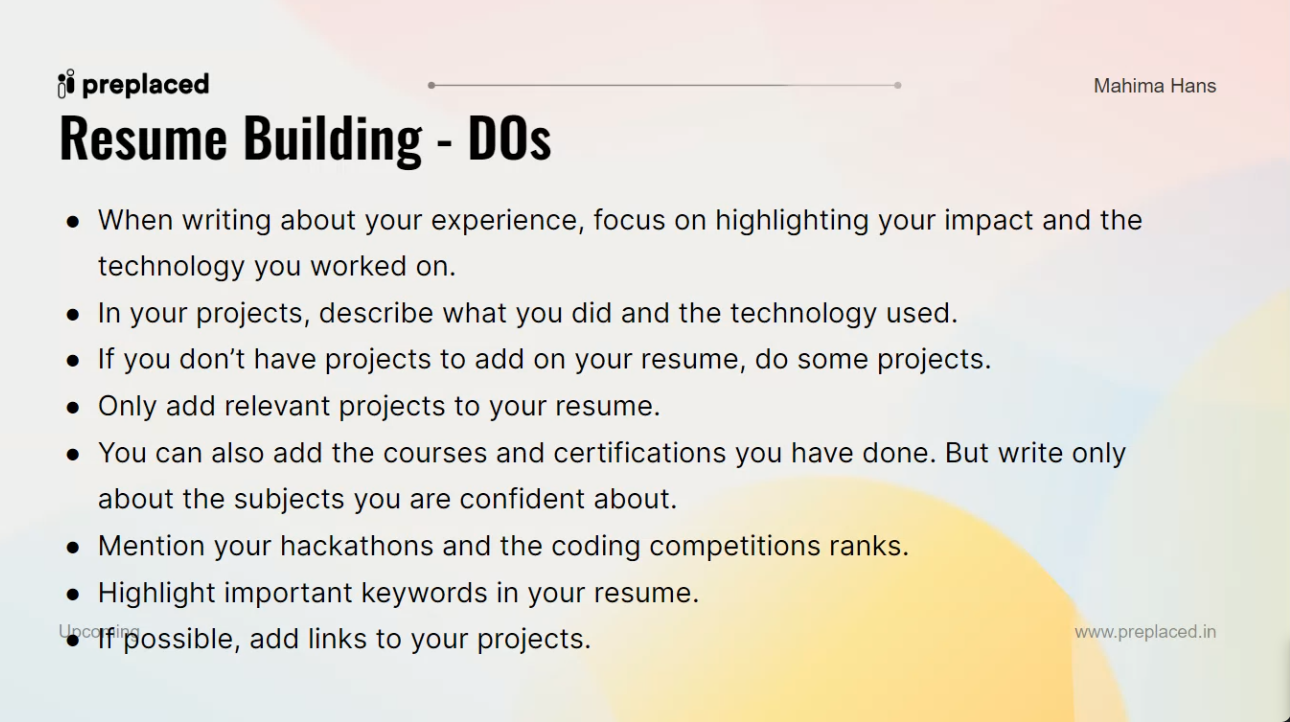 preplaced
Mahima Hans
Resume Building - DOs
● When writing about your experience, focus on highlighting your impact and the
technology you worked on.
● In your projects, describe what you did and the technology used.
● If you don’t have projects to add on your resume, do some projects.
● Only add relevant projects to your resume.
● You can also add the courses and certifications you have done. But write only
about the subjects you are confident about.
● Mention your hackathons and the coding competitions ranks.
● Highlight important keywords in your resume.
● If possible, add links to your projects.
Upcoming
www.preplaced.in